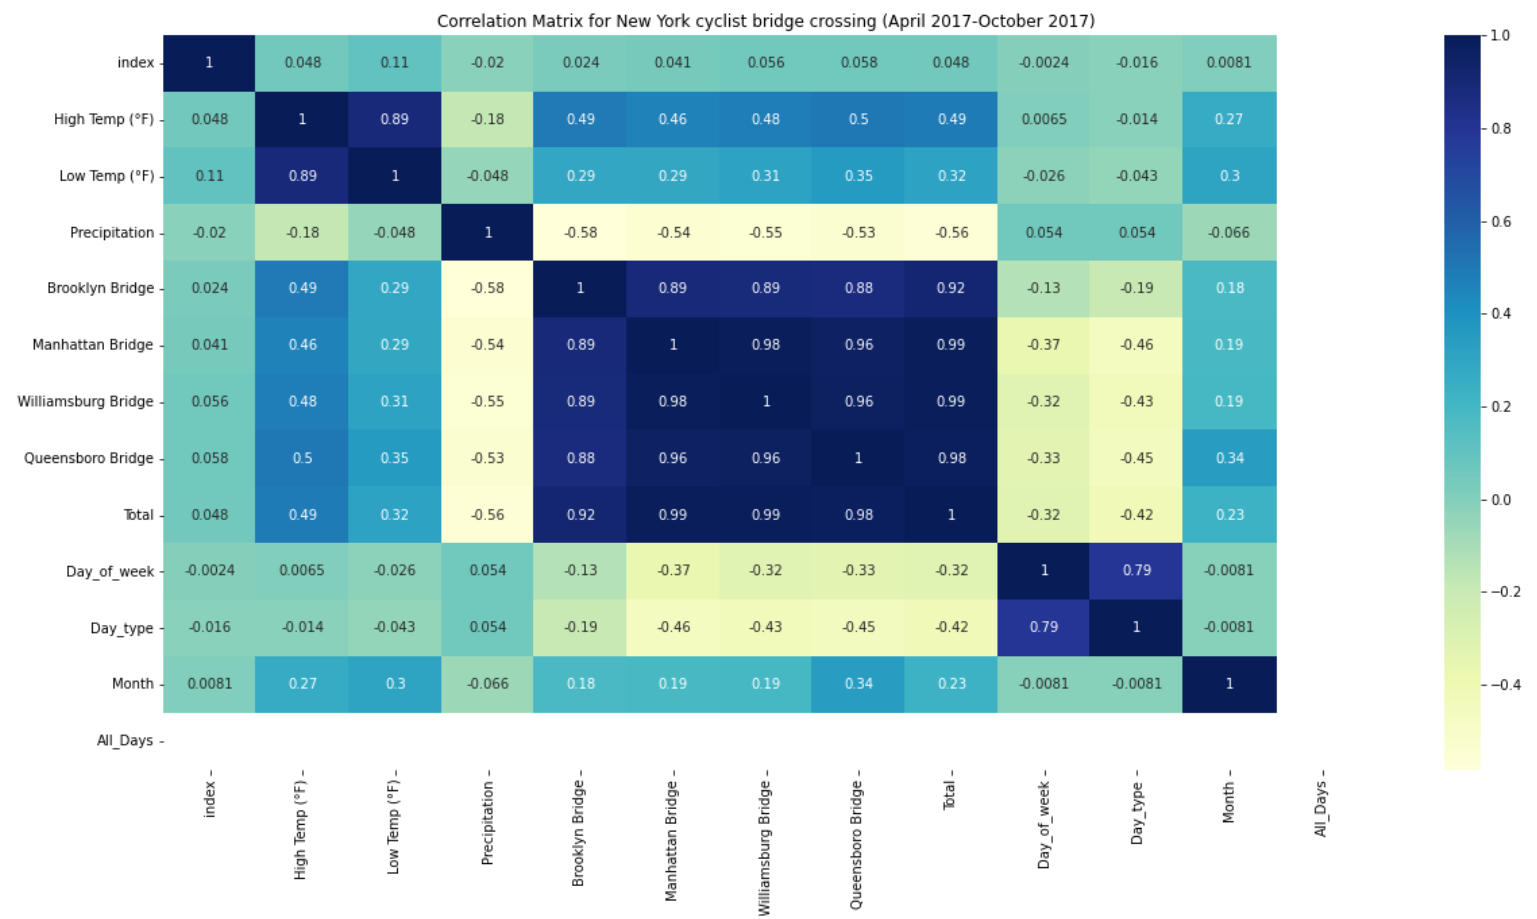 Correlation Matrix for New York cyclist bridge crossing (April 2017-October 2017)
index 1 0.048 0.11 -0.02 0.024 0.041 0.056 0.058 0.048 -0.0024 -0.016 0.0081
High Temp (°F) 0.048 1 0.89 -0.18 0.49 0.46 0.48 0.5 0.49 0.0065 -0.014 0.27
Low Temp (°F) 0.11 0.89 1 -0.048 0.29 0.29 0.31 0.35 0.32 -0.026 -0.043 0.3
Precipitation -0.02 -0.18 -0.048 1 -0.58 -0.54 -0.55 -0.53 -0.56 0.054 0.054 -0.066
Brooklyn Bridge 0.024 0.49 0.29 -0.58 1 0.89 0.89 0.88 0.92 -0.13 -0.19 0.18
Manhattan Bridge 0.041 0.46 0.29 -0.54 0.89 1 0.98 0.96 0.99 -0.37 -0.46 0.19
Williamsburg Bridge 0.056 0.48 0.31 -0.55 0.89 0.98 1 0.96 0.99 -0.32 -0.43 0.19
Queensboro Bridge 0.058 0.5 0.35 -0.53 0.88 0.96 0.96 1 0.98 -0.33 -0.45 0.34
Total 0.048 0.49 0.32 -0.56 0.92 0.99 0.99 0.98 1 -0.32 -0.42 0.23
Day_of_week -0.0024 0.0065 -0.026 0.054 -0.13 -0.37 -0.32 -0.33 -0.32 1 0.79 -0.0081
Day_type -0.016 -0.014 -0.043 0.054 -0.19 -0.46 -0.43 -0.45 -0.42 0.79 1 -0.0081
Month 0.0081 0.27 0.3 -0.066 0.18 0.19 0.19 0.34 0.23 -0.0081 -0.0081 1
All_Days
index
High Temp (°F)
Low Temp (°F)
Precipitation
Brooklyn Bridge
Manhattan Bridge
Williamsburg Bridge
Queensboro Bridge
Total
Day_of_week
Day_type
Month
All_Days
1.0
0.8
0.6
0.4
0.2
0.0
−0.2
−0.4